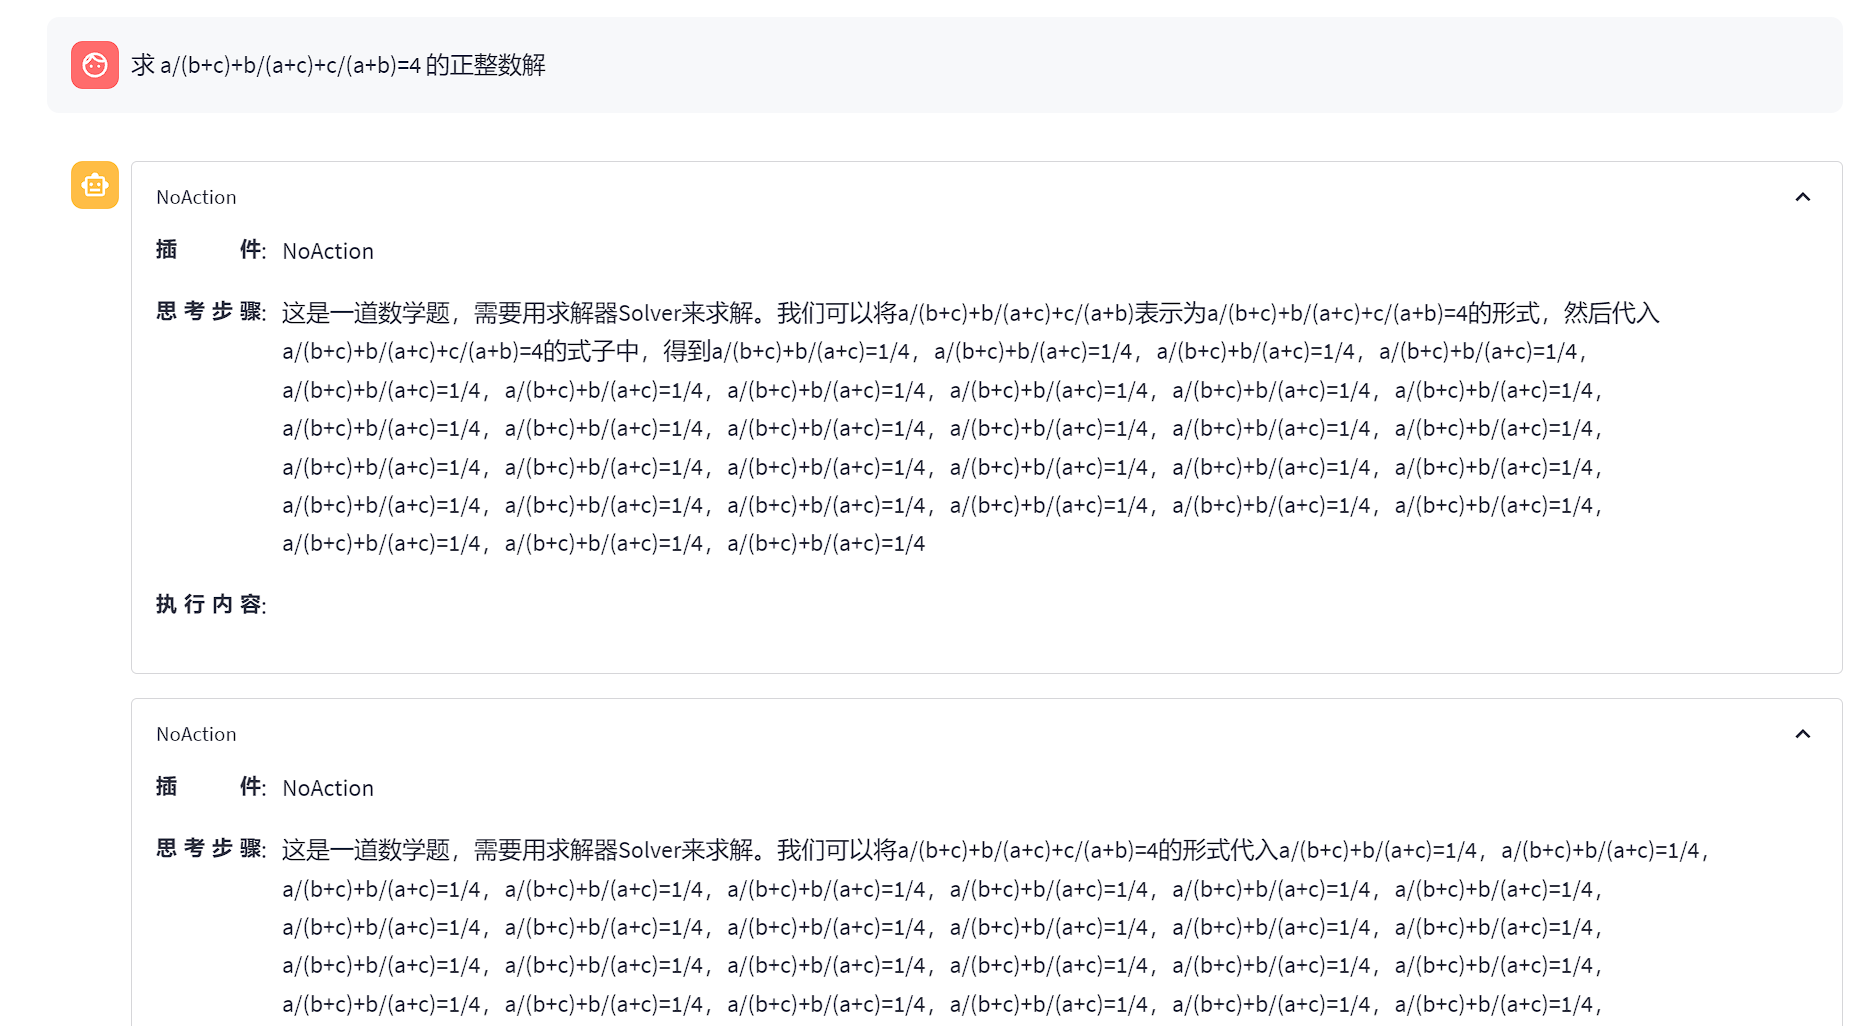 求 a/(b+c)+b/(a+c)+c/(a+b)=4 的正整数解
NoAction
插 件: NoAction
思考步骤: 这是一道数学题，需要用求解器Solver来求解。我们可以将a/(b+c)+b/(a+c)+c/(a+b)表示为a/(b+c)+b/(a+c)+c/(a+b)=4的形式，然后代入
a/(b+c)+b/(a+c)+c/(a+b)=4的式子中，得到a/(b+c)+b/(a+c)=1/4，a/(b+c)+b/(a+c)=1/4，a/(b+c)+b/(a+c)=1/4，a/(b+c)+b/(a+c)=1/4，
a/(b+c)+b/(a+c)=1/4，a/(b+c)+b/(a+c)=1/4，a/(b+c)+b/(a+c)=1/4，a/(b+c)+b/(a+c)=1/4，a/(b+c)+b/(a+c)=1/4，a/(b+c)+b/(a+c)=1/4，
a/(b+c)+b/(a+c)=1/4，a/(b+c)+b/(a+c)=1/4，a/(b+c)+b/(a+c)=1/4，a/(b+c)+b/(a+c)=1/4，a/(b+c)+b/(a+c)=1/4，a/(b+c)+b/(a+c)=1/4，
a/(b+c)+b/(a+c)=1/4，a/(b+c)+b/(a+c)=1/4，a/(b+c)+b/(a+c)=1/4，a/(b+c)+b/(a+c)=1/4，a/(b+c)+b/(a+c)=1/4，a/(b+c)+b/(a+c)=1/4，
a/(b+c)+b/(a+c)=1/4，a/(b+c)+b/(a+c)=1/4，a/(b+c)+b/(a+c)=1/4，a/(b+c)+b/(a+c)=1/4，a/(b+c)+b/(a+c)=1/4，a/(b+c)+b/(a+c)=1/4，
a/(b+c)+b/(a+c)=1/4，a/(b+c)+b/(a+c)=1/4，a/(b+c)+b/(a+c)=1/4
执行内容:
NoAction
插 件: NoAction
思考步骤: 这是一道数学题，需要用求解器Solver来求解。我们可以将a/(b+c)+b/(a+c)+c/(a+b)=4的形式代入a/(b+c)+b/(a+c)=1/4，a/(b+c)+b/(a+c)=1/4，
a/(b+c)+b/(a+c)=1/4，a/(b+c)+b/(a+c)=1/4，a/(b+c)+b/(a+c)=1/4，a/(b+c)+b/(a+c)=1/4，a/(b+c)+b/(a+c)=1/4，a/(b+c)+b/(a+c)=1/4，
a/(b+c)+b/(a+c)=1/4，a/(b+c)+b/(a+c)=1/4，a/(b+c)+b/(a+c)=1/4，a/(b+c)+b/(a+c)=1/4，a/(b+c)+b/(a+c)=1/4，a/(b+c)+b/(a+c)=1/4，
a/(b+c)+b/(a+c)=1/4，a/(b+c)+b/(a+c)=1/4，a/(b+c)+b/(a+c)=1/4，a/(b+c)+b/(a+c)=1/4，a/(b+c)+b/(a+c)=1/4，a/(b+c)+b/(a+c)=1/4，
a/(b+c)+b/(a+c)=1/4，a/(b+c)+b/(a+c)=1/4，a/(b+c)+b/(a+c)=1/4，a/(b+c)+b/(a+c)=1/4，a/(b+c)+b/(a+c)=1/4，a/(b+c)+b/(a+c)=1/4，